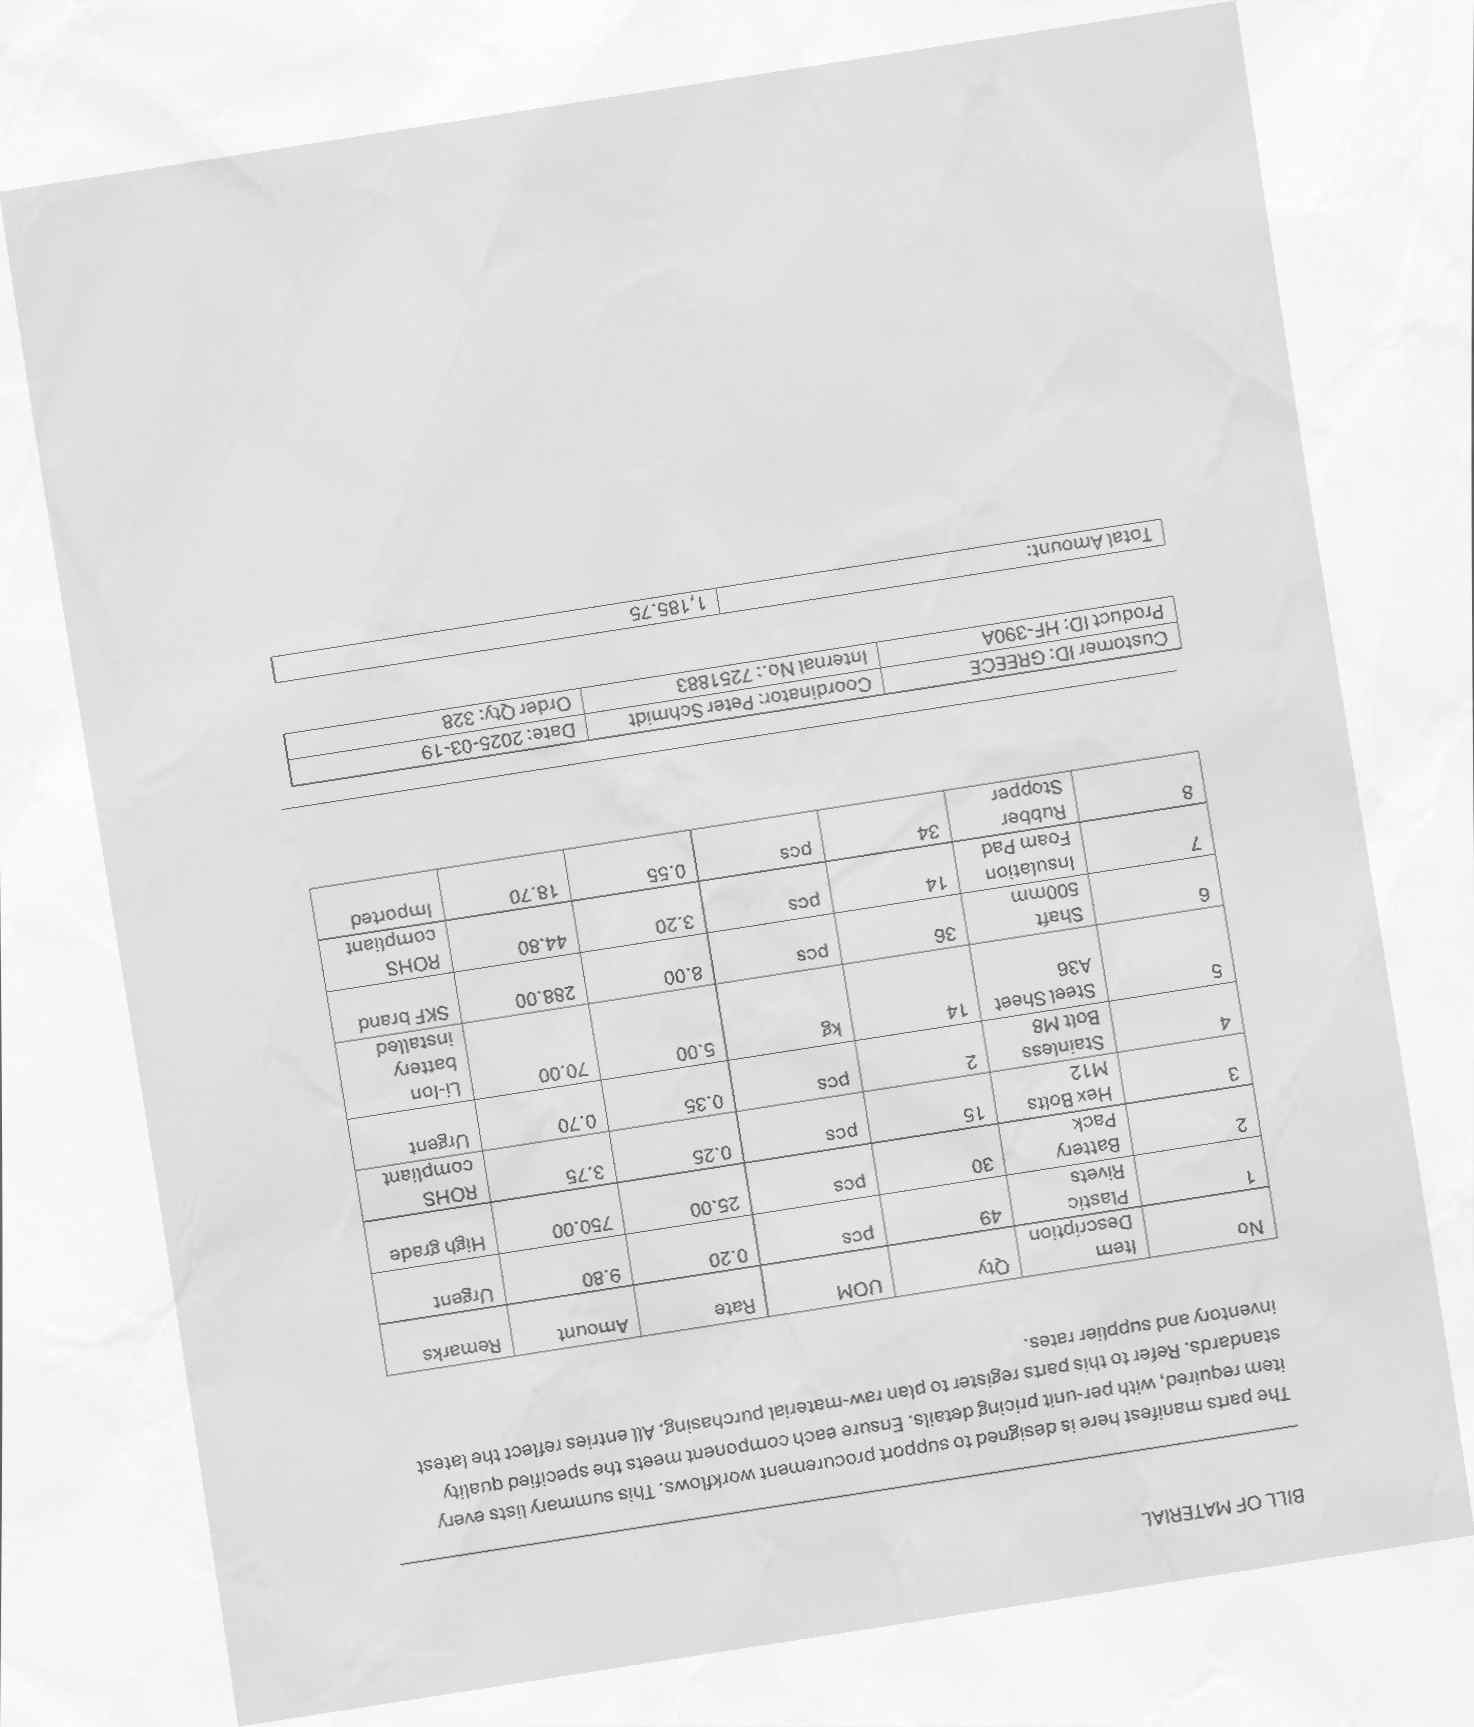 BILL OF MATERIAL
The parts manifest here is designed to support procurement workflows. This summary lists every
item required, with per-unit pricing details. Ensure each component meets the specified quality
standards. Refer to this parts register to plan raw-material purchasing. All entries reflect the latest
inventory and supplier rates.
No Item Description Qty UOM Rate Amount Remarks
1 Plastic Rivets 49 pcs 0.20 9.80 Urgent
2 Battery Pack 30 pcs 25.00 750.00 High grade
3 Hex Bolts M12 15 pcs 0.25 3.75 ROHS compliant
4 Stainless Bolt M8 2 pcs 0.35 0.70 Urgent
5 Steel Sheet A36 14 kg 5.00 70.00 Li-Ion battery installed
6 Shaft 500mm 36 pcs 8.00 288.00 SKF brand
7 Insulation Foam Pad 14 pcs 3.20 44.80 ROHS compliant
8 Rubber Stopper 34 pcs 0.55 18.70 Imported
Customer ID: GREECE Coordinator: Peter Schmidt Date: 2025-03-19
Product ID: HF-390A Internal No.: 7251883 Order Qty: 328
Total Amount: 1,185.75